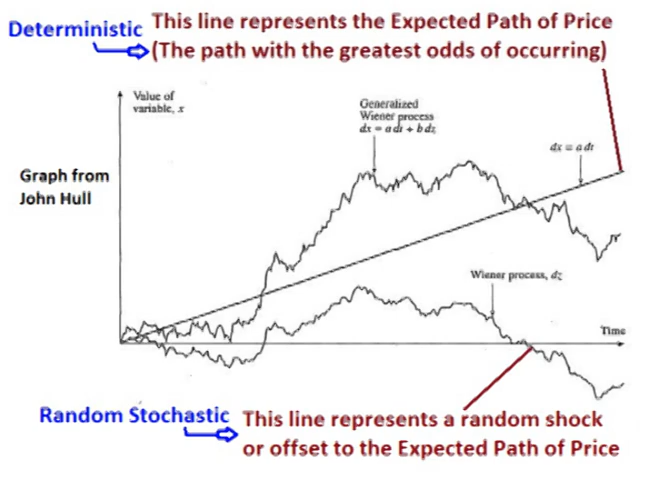 Deterministic
This line represents the Expected Path of Price
(The path with the greatest odds of occurring)
Value of
variable, x
Generalized
Wiener process
dx = a dt + b dz
dx = a dt
Graph from
John Hull
Wiener process, dz
Time
Random Stochastic
This line represents a random shock
or offset to the Expected Path of Price